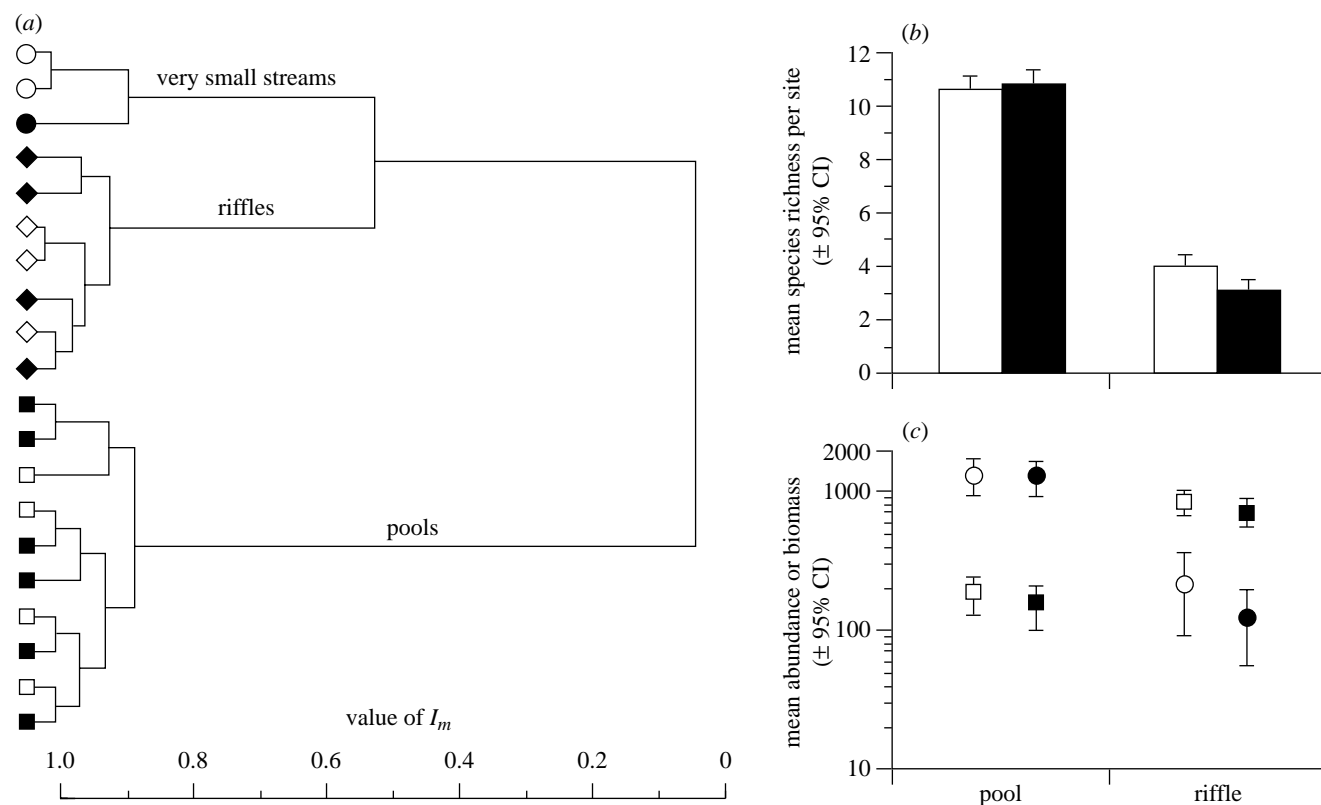 (a)
very small streams
riffles
pools
value of Im
1.0 0.8 0.6 0.4 0.2 0
(b)
mean species richness per site
(± 95% CI)
12
10
8
6
4
2
0
(c)
mean abundance or biomass
(± 95% CI)
2000
1000
100
10
pool riffle